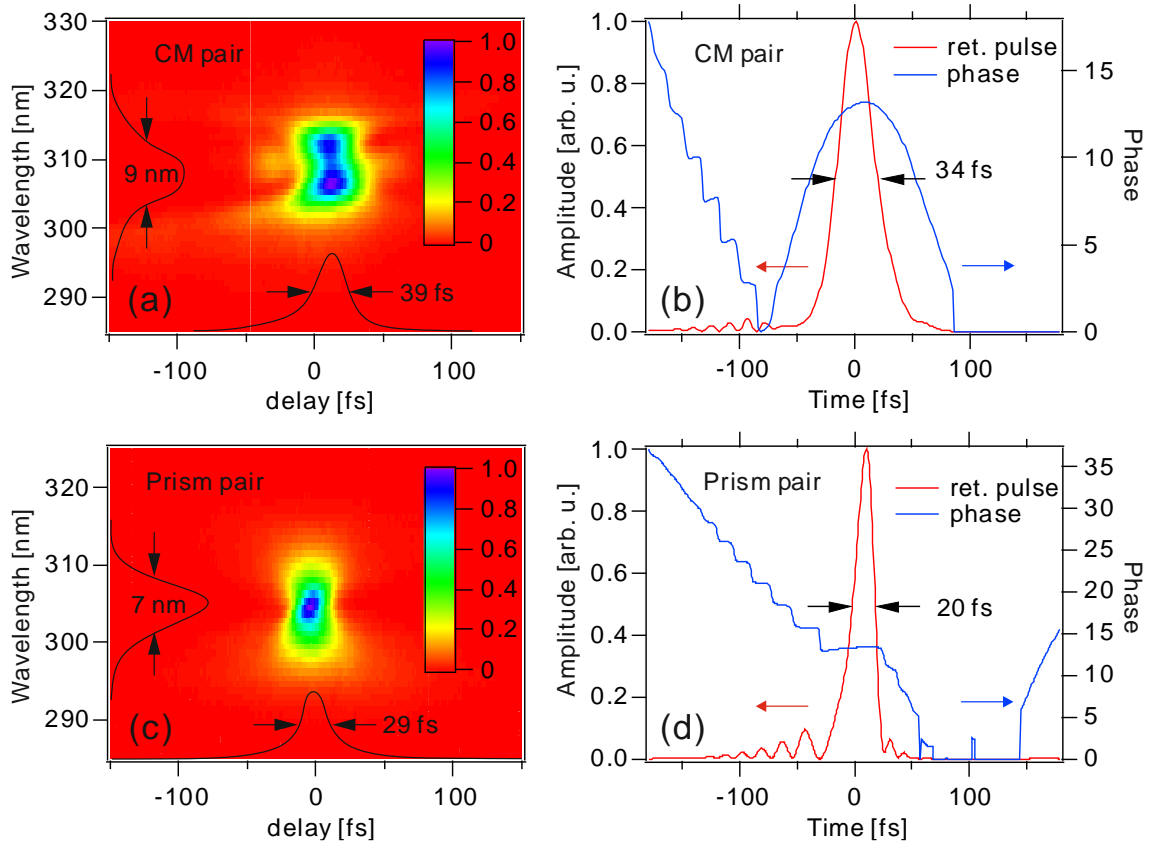 330
320
310
300
290
Wavelength [nm]
CM pair
9 nm
1.0
0.8
0.6
0.4
0.2
0
39 fs
(a)
-100
0
100
delay [fs]
1.0
0.8
0.6
0.4
0.2
0.0
Amplitude [arb. u.]
CM pair
ret. pulse
phase
34 fs
(b)
15
10
5
0
Phase
-100
0
100
Time [fs]
320
310
300
290
Wavelength [nm]
Prism pair
7 nm
1.0
0.8
0.6
0.4
0.2
0
29 fs
(c)
-100
0
100
delay [fs]
1.0
0.8
0.6
0.4
0.2
0.0
Amplitude [arb. u.]
Prism pair
ret. pulse
phase
20 fs
(d)
35
30
25
20
15
10
5
0
Phase
-100
0
100
Time [fs]